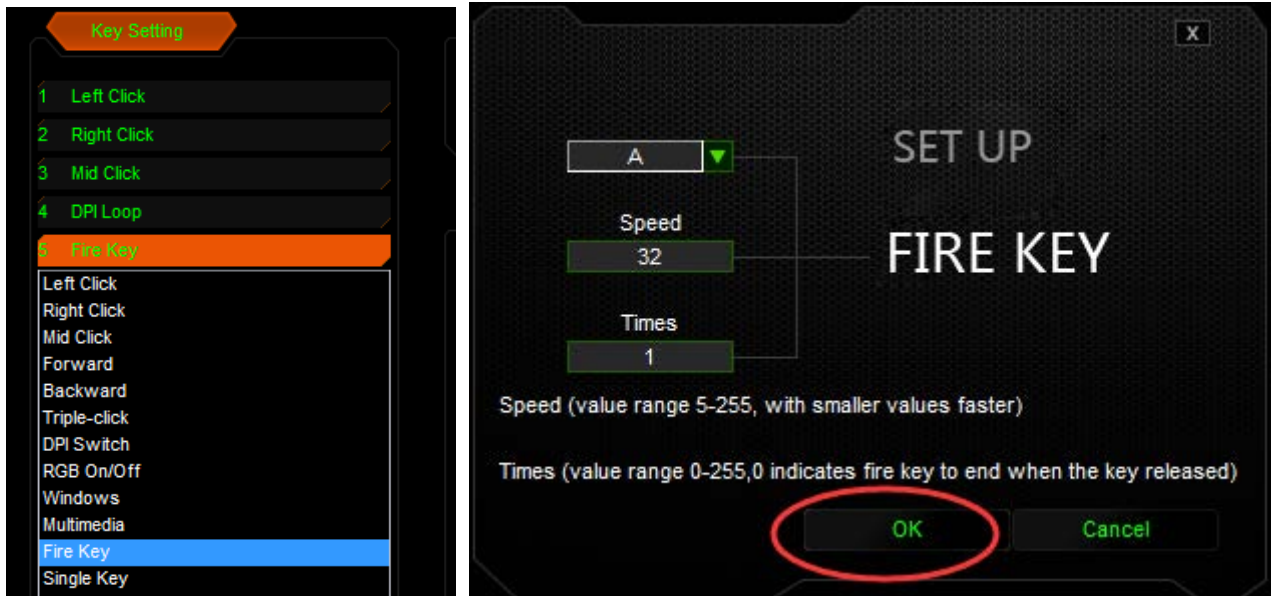 Key Setting
1 Left Click
2 Right Click
3 Mid Click
4 DPI Loop
5 Fire Key
Left Click
Right Click
Mid Click
Forward
Backward
Triple-click
DPI Switch
RGB On/Off
Windows
Multimedia
Fire Key
Single Key
X
A
SET UP
Speed
32
FIRE KEY
Times
1
Speed (value range 5-255, with smaller values faster)
Times (value range 0-255,0 indicates fire key to end when the key released)
OK Cancel